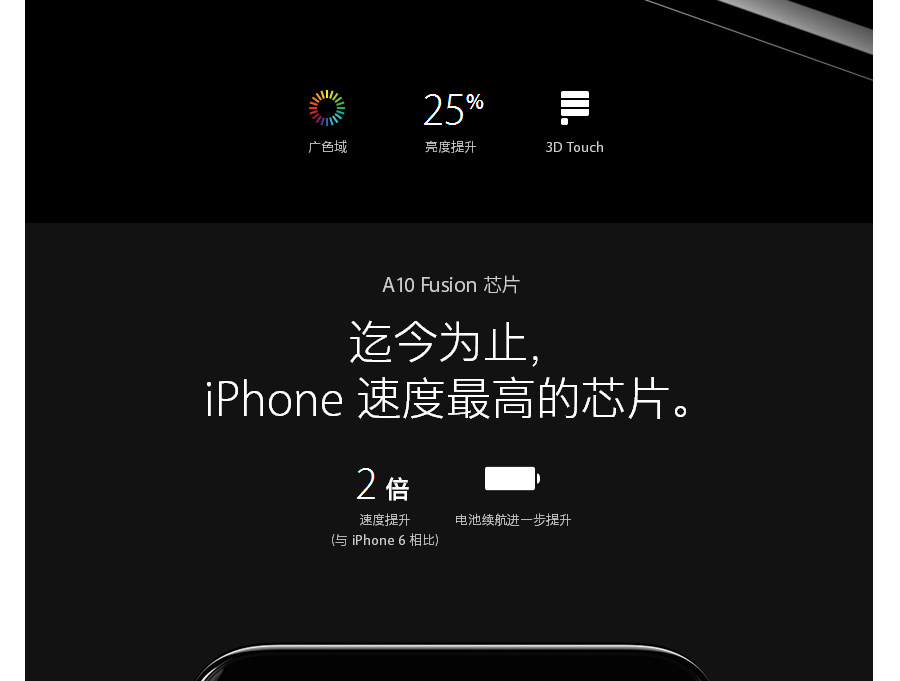 25%
广色域
亮度提升
3D Touch
A10 Fusion 芯片
迄今为止,
iPhone 速度最高的芯片。
2 倍
速度提升
电池续航进一步提升
(与 iPhone 6 相比)